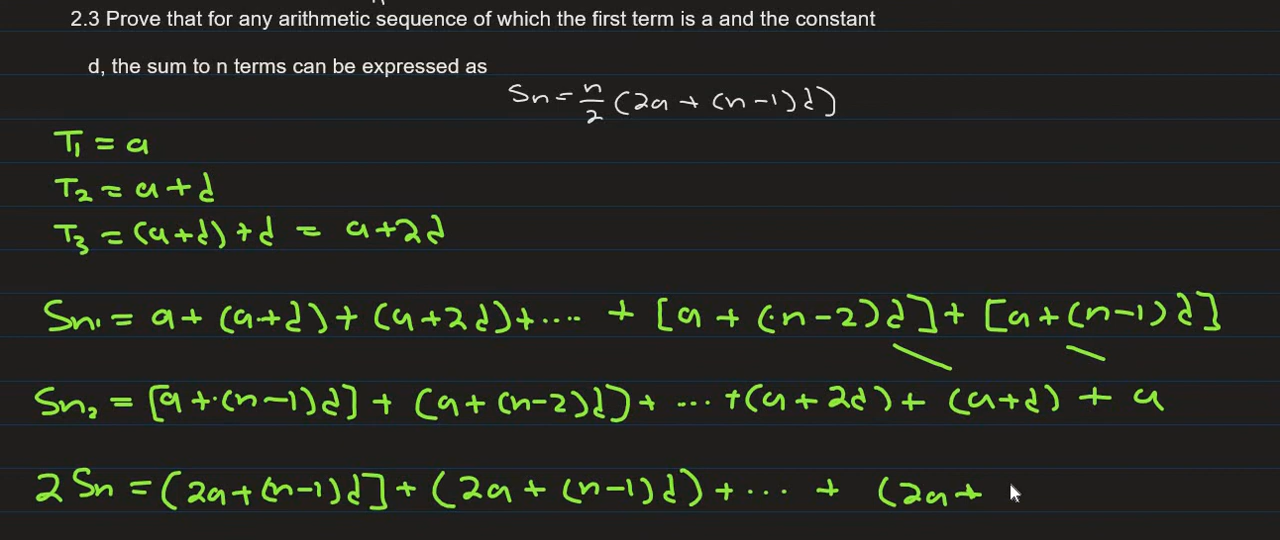 2.3 Prove that for any arithmetic sequence of which the first term is a and the constant
d, the sum to n terms can be expressed as
Sn = n/2 (2a + (n-1)d)
T₁ = a
T₂ = a + d
T₃ = (a+d) + d = a + 2d
Sn₁ = a + (a+d) + (a+2d) + .... + [a + (n-2)d] + [a + (n-1)d]
Sn₂ = [a + (n-1)d] + (a + (n-2)d) + ... + (a + 2d) + (a+d) + a
2Sn = (2a + (n-1)d] + (2a + (n-1)d) + ... + (2a +